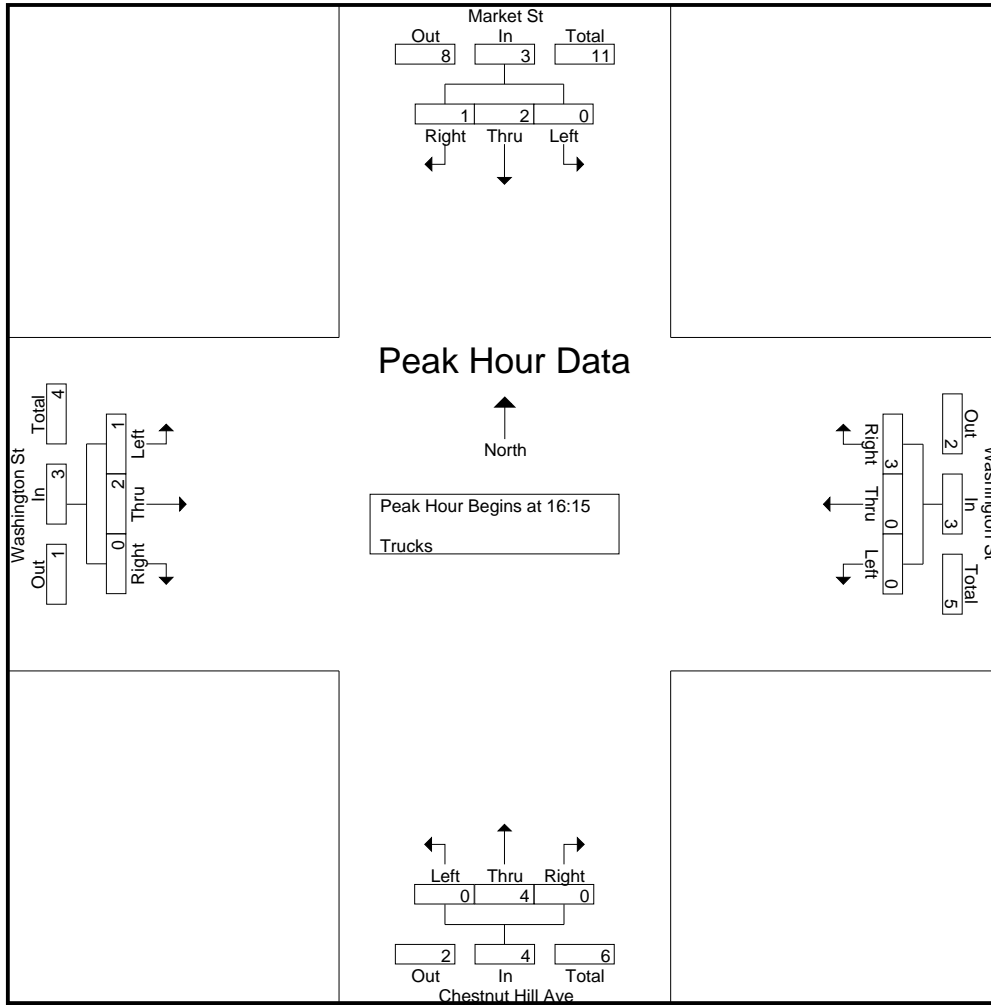 Market St
Out In Total
8 3 11
1 2 0
Right Thru Left
Peak Hour Data
North
Peak Hour Begins at 16:15
Trucks
Washington St
Total In Out
4 3 1
1 2 0
Left Thru Right
Washington St
Out In Total
2 3 5
3 0 0
Right Thru Left
Left Thru Right
0 4 0
2 4 6
Out In Total
Chestnut Hill Ave